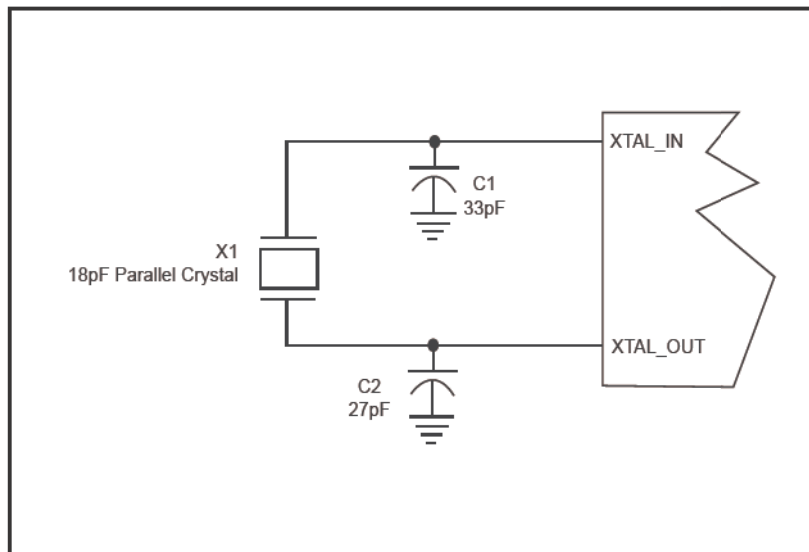 XTAL_IN
C1
33pF
X1
18pF Parallel Crystal
XTAL_OUT
C2
27pF